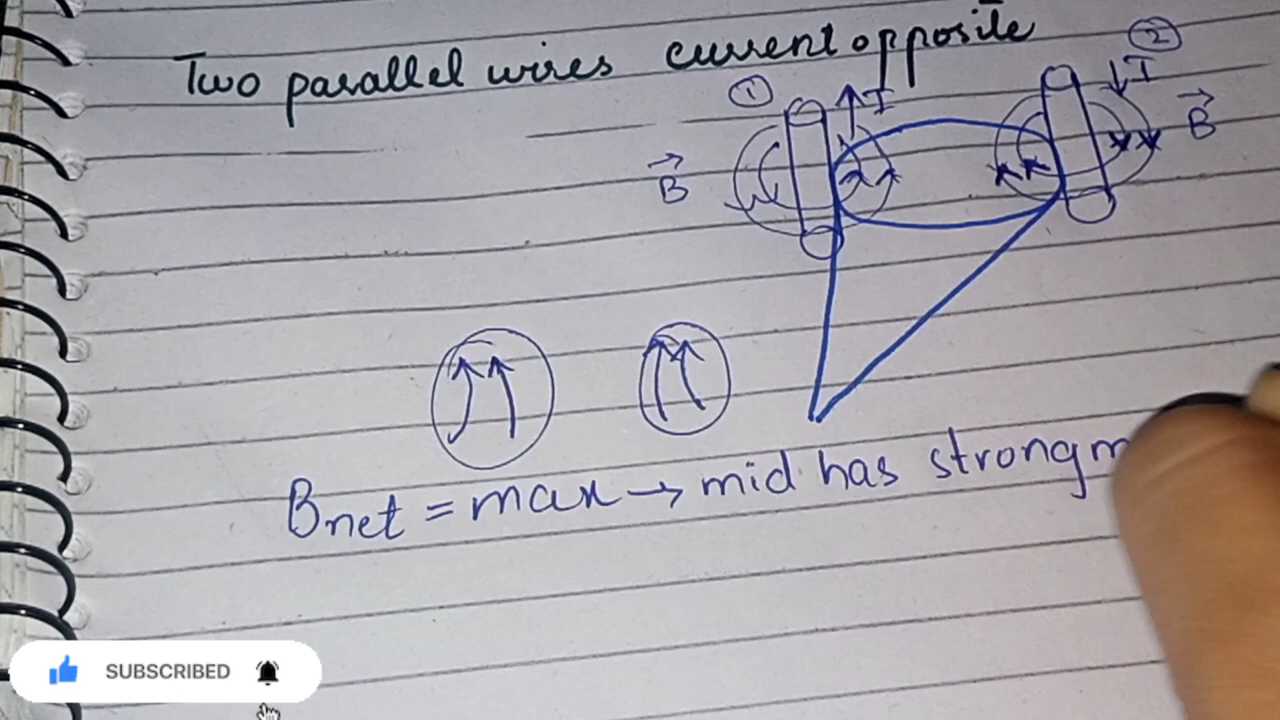 Two parallel wires current opposite
① I ② I
B B
Bnet = max → mid has strong m
SUBSCRIBED